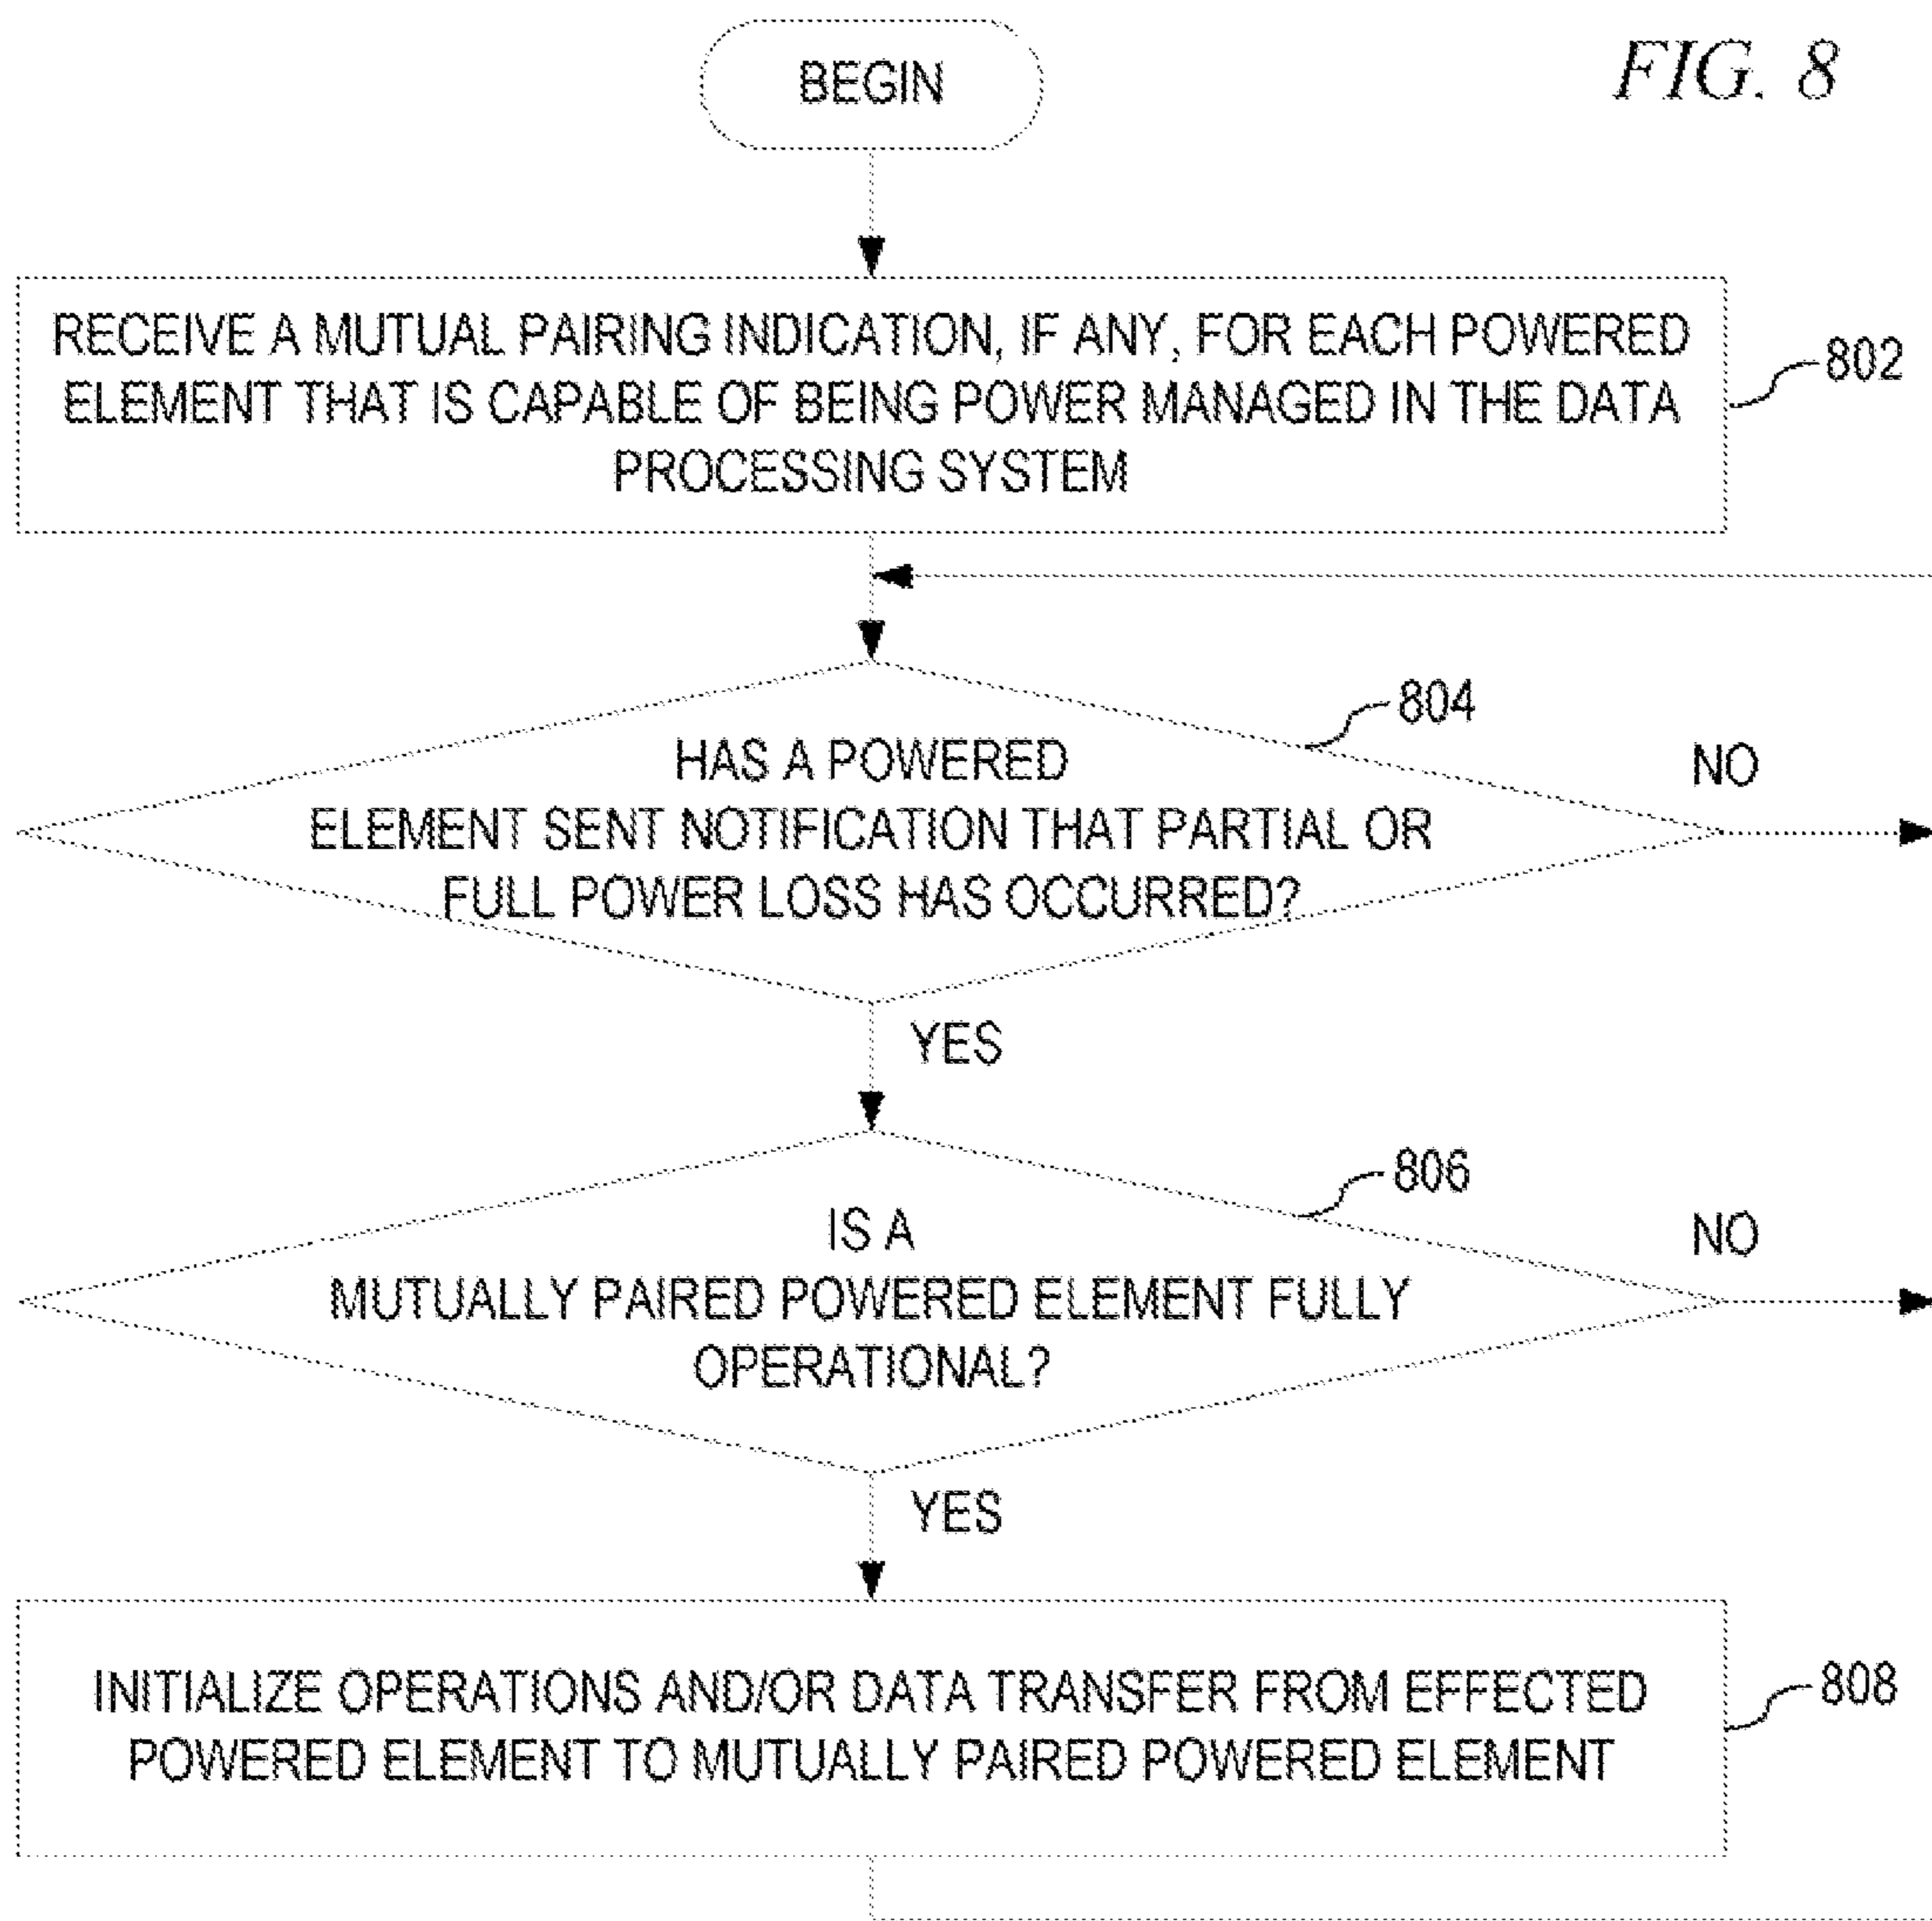 FIG. 8
BEGIN
RECEIVE A MUTUAL PAIRING INDICATION, IF ANY, FOR EACH POWERED
ELEMENT THAT IS CAPABLE OF BEING POWER MANAGED IN THE DATA
PROCESSING SYSTEM
802
804
HAS A POWERED
ELEMENT SENT NOTIFICATION THAT PARTIAL OR
FULL POWER LOSS HAS OCCURRED?
NO
YES
806
IS A
MUTUALLY PAIRED POWERED ELEMENT FULLY
OPERATIONAL?
NO
YES
INITIALIZE OPERATIONS AND/OR DATA TRANSFER FROM EFFECTED
POWERED ELEMENT TO MUTUALLY PAIRED POWERED ELEMENT
808